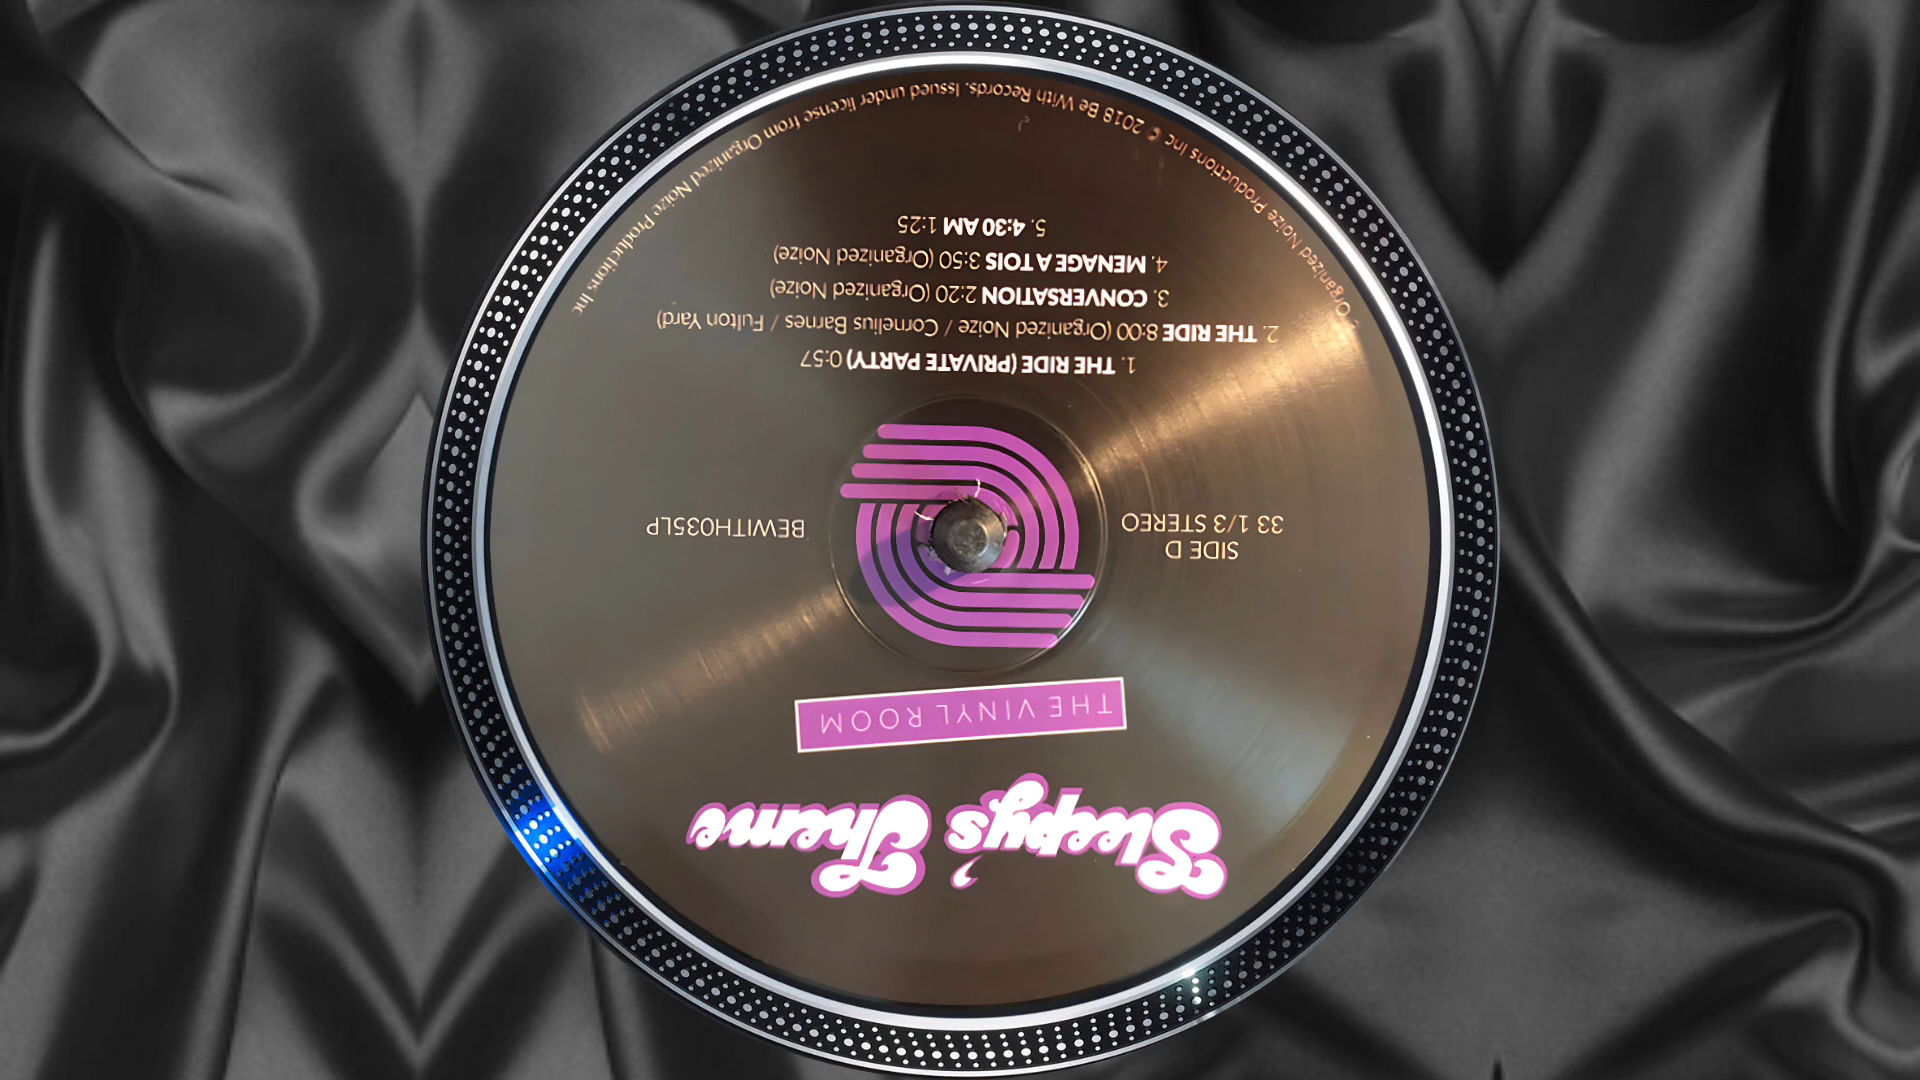 Sleepy's Theme
THE VINYL ROOM
SIDE D
33 1/3 STEREO
BEWITH035LP
1. THE RIDE (PRIVATE PARTY) 0:57
2. THE RIDE 8:00 (Organized Noize / Cornelius Barnes / Fulton Yard)
3. CONVERSATION 2:20 (Organized Noize)
4. MENAGE A TOIS 3:50 (Organized Noize)
5. 4:30 AM 1:25
Organized Noize Productions Inc © 2018 Be With Records. Issued under license from Organized Noize Productions Inc